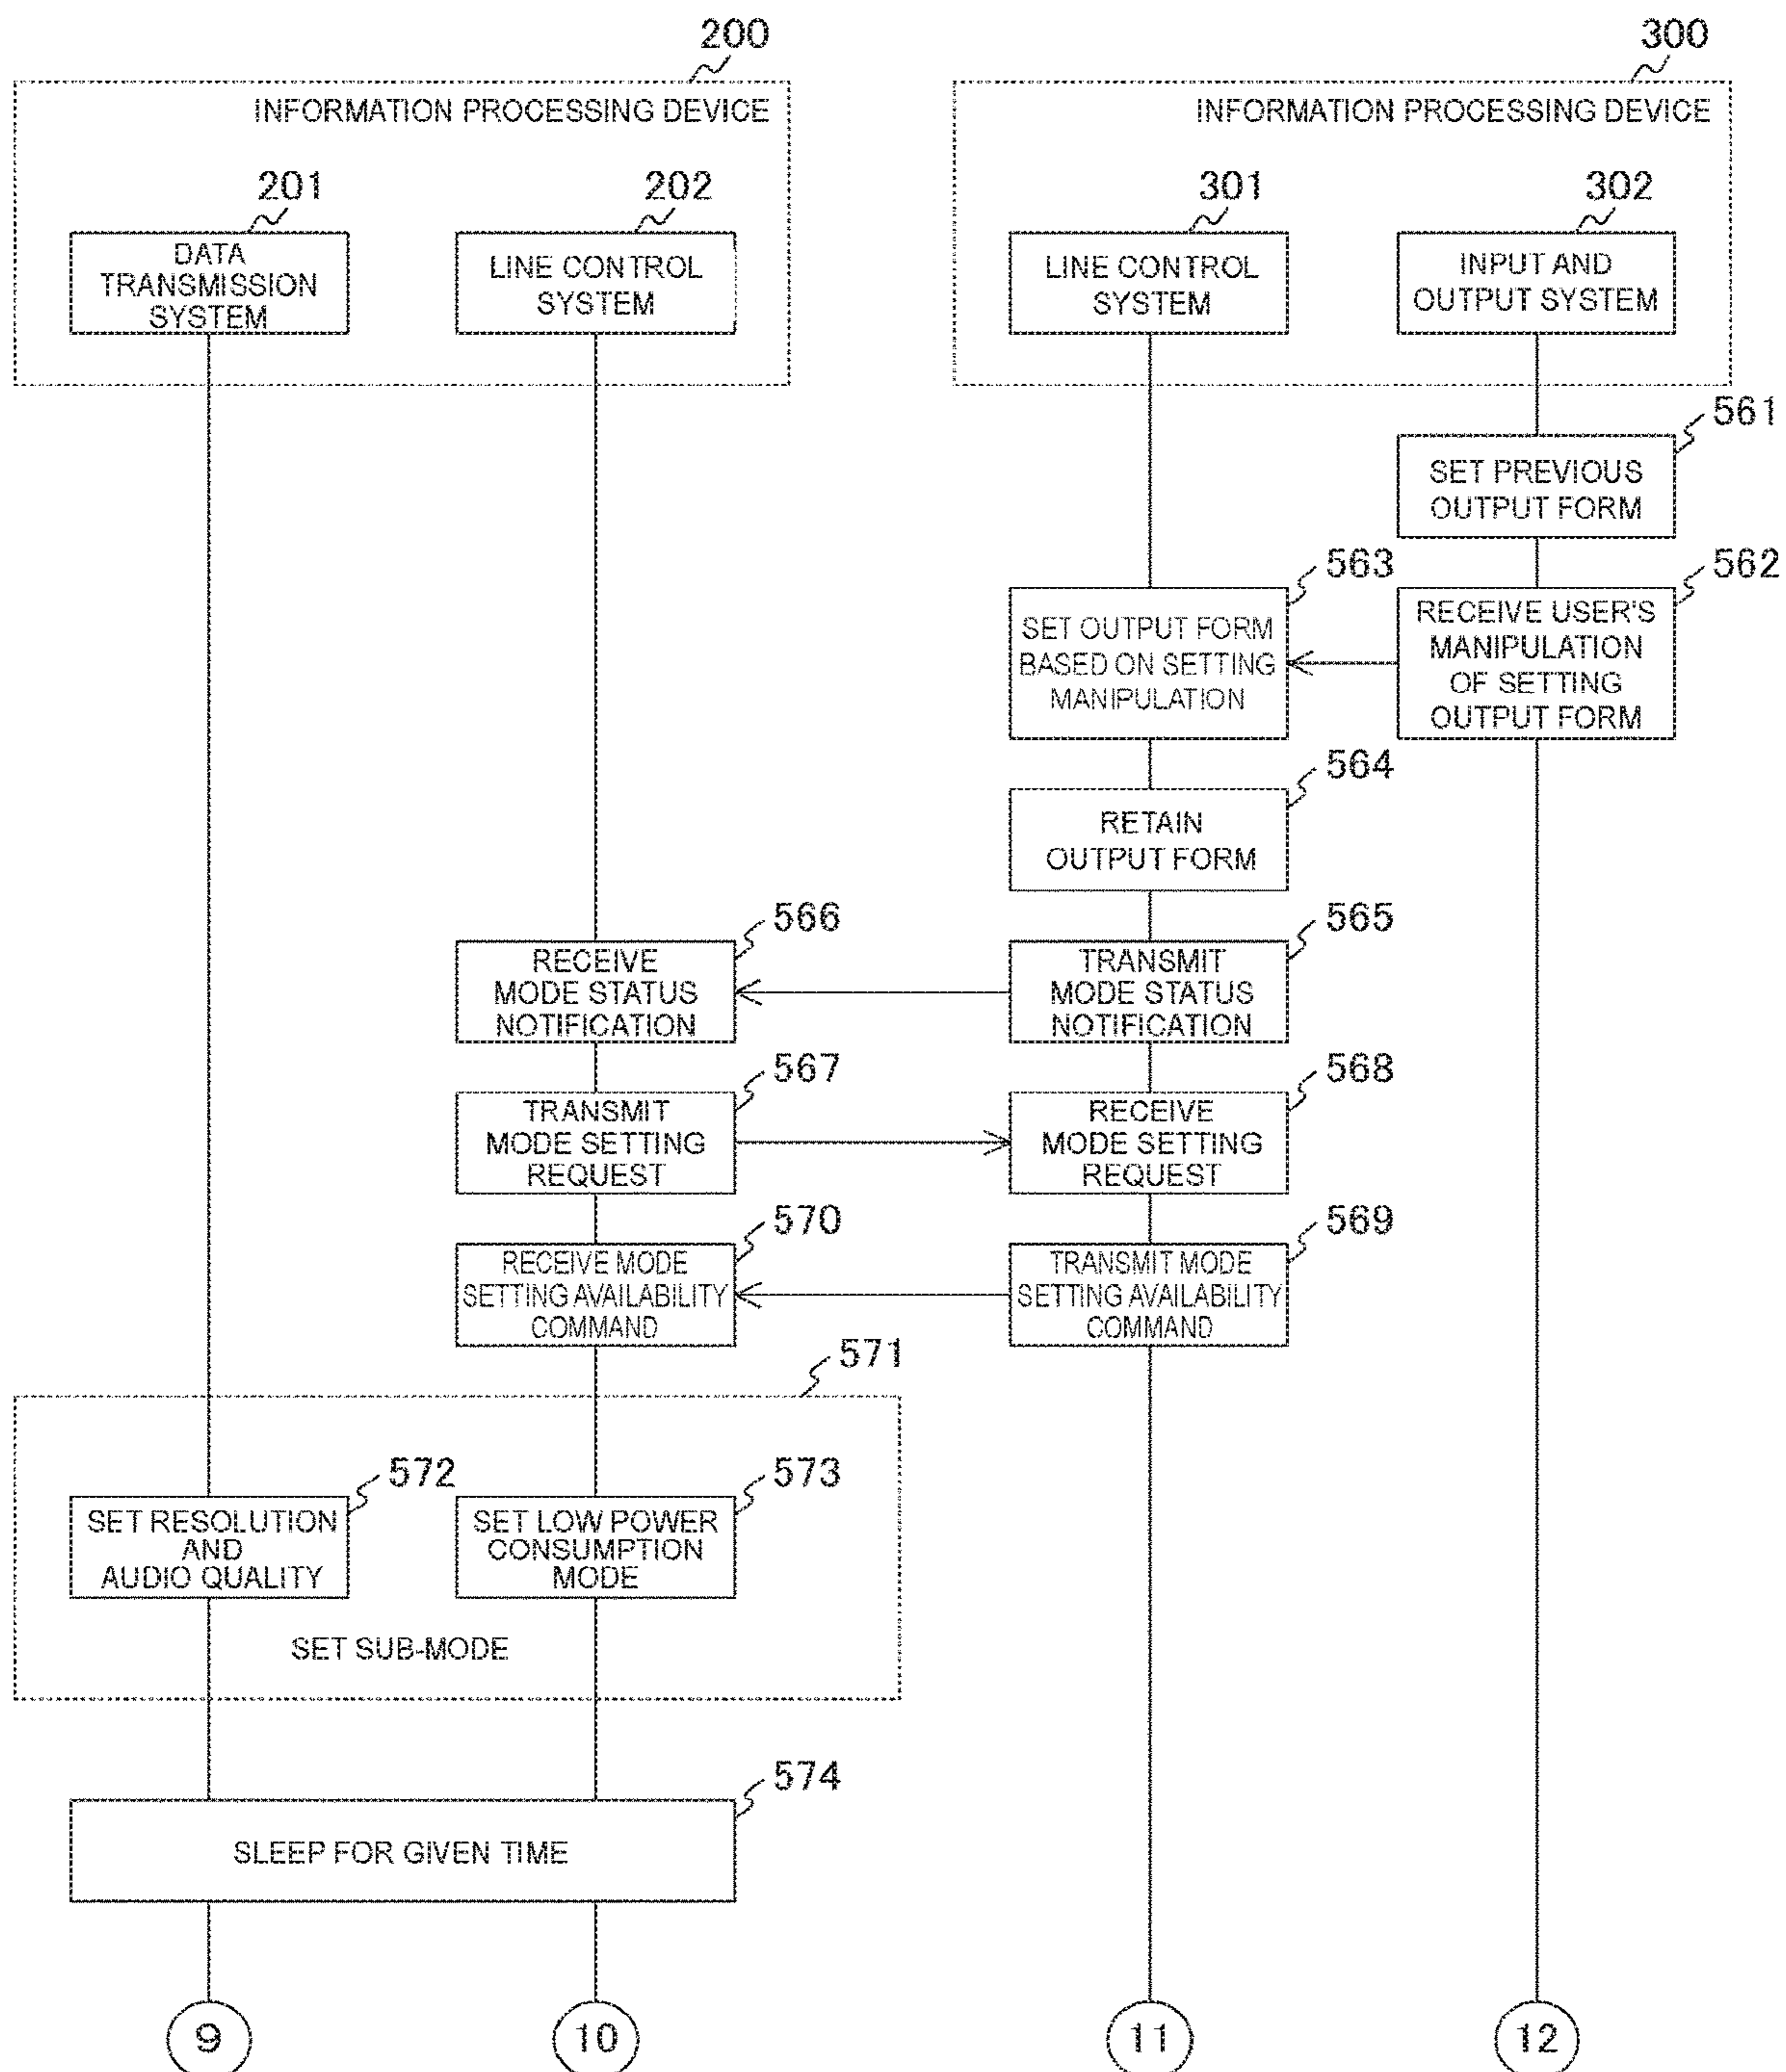 200
300
INFORMATION PROCESSING DEVICE
INFORMATION PROCESSING DEVICE
201
202
301
302
DATA
TRANSMISSION
SYSTEM
LINE CONTROL
SYSTEM
LINE CONTROL
SYSTEM
INPUT AND
OUTPUT SYSTEM
561
SET PREVIOUS
OUTPUT FORM
563
562
SET OUTPUT FORM
BASED ON SETTING
MANIPULATION
RECEIVE USER'S
MANIPULATION
OF SETTING
OUTPUT FORM
564
RETAIN
OUTPUT FORM
566
565
RECEIVE
MODE STATUS
NOTIFICATION
TRANSMIT
MODE STATUS
NOTIFICATION
567
568
TRANSMIT
MODE SETTING
REQUEST
RECEIVE
MODE SETTING
REQUEST
570
569
RECEIVE MODE
SETTING AVAILABILITY
COMMAND
TRANSMIT MODE
SETTING AVAILABILITY
COMMAND
571
572
573
SET RESOLUTION
AND
AUDIO QUALITY
SET LOW POWER
CONSUMPTION
MODE
SET SUB-MODE
574
SLEEP FOR GIVEN TIME
9
10
11
12